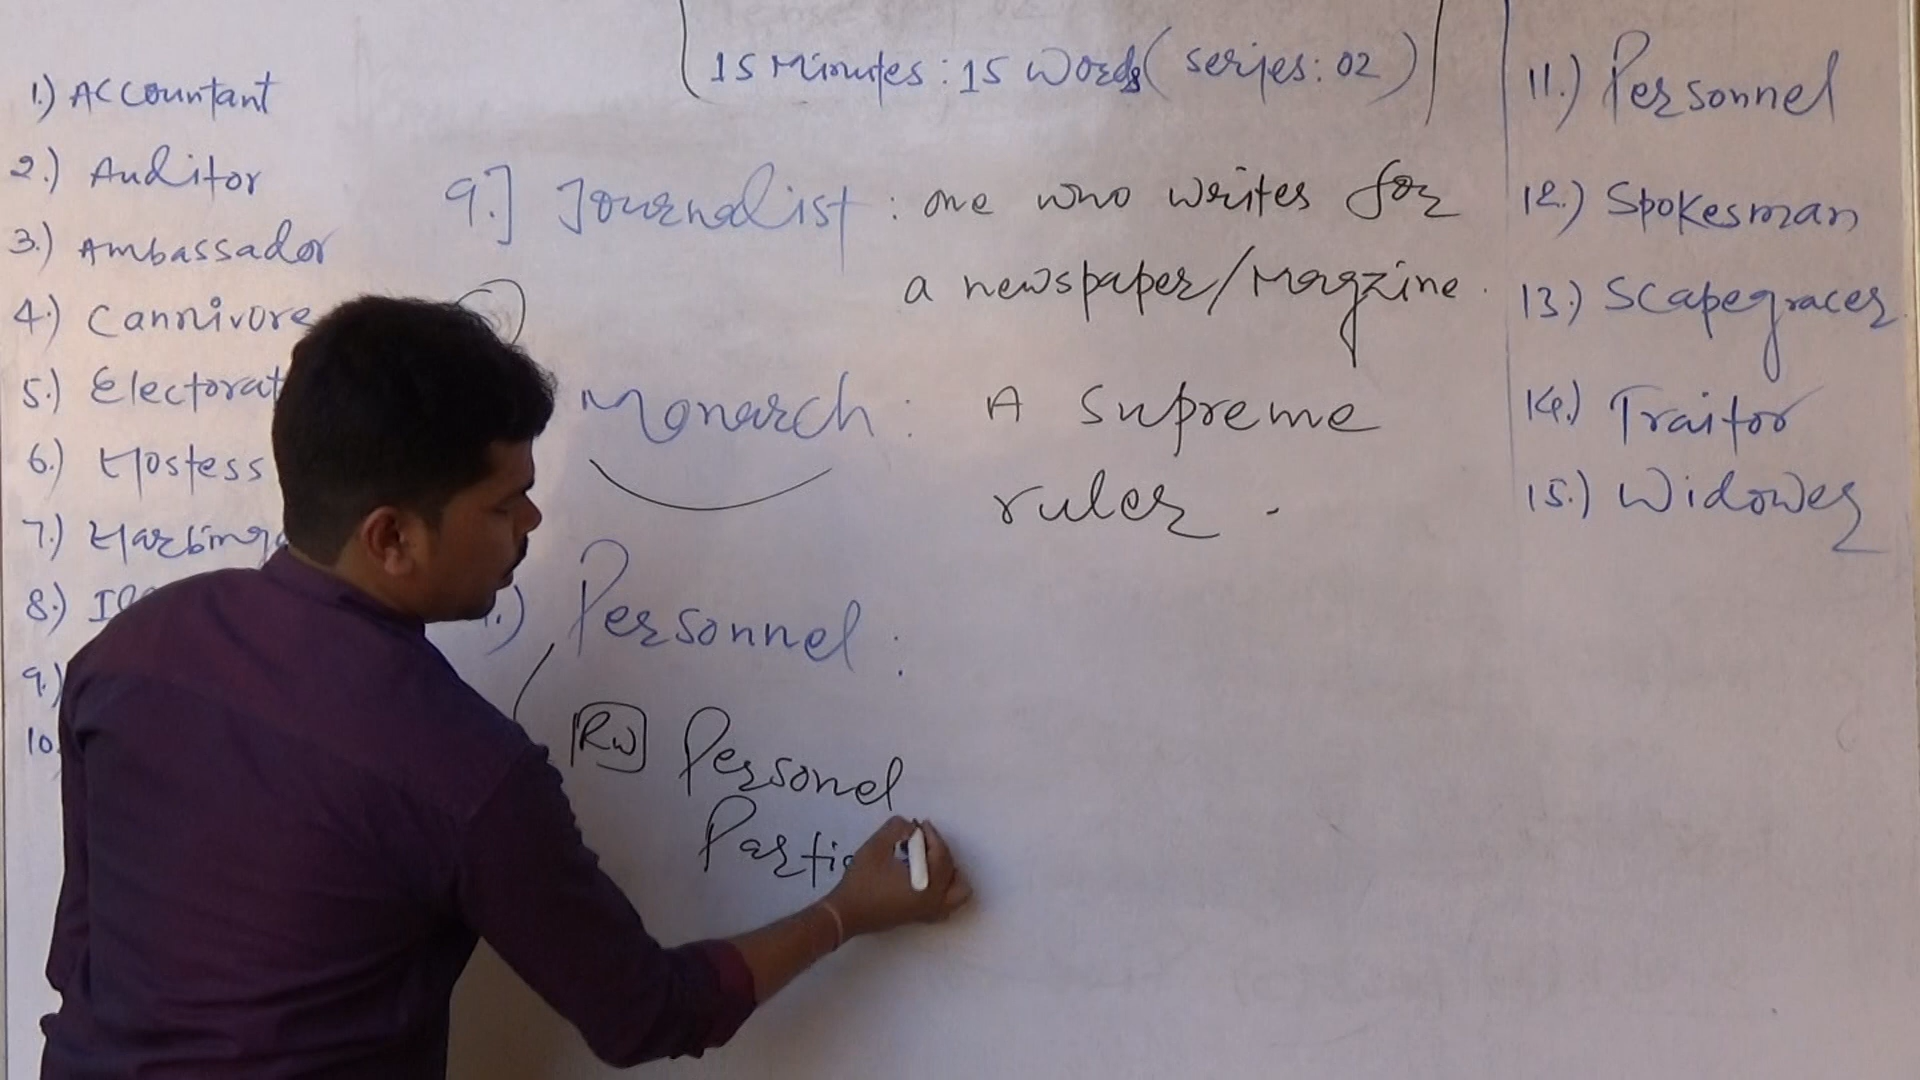 15 Minutes : 15 Words ( series : 02 )
1.) Accountant
2.) Auditor
3.) Ambassador
4.) Cannivore
5.) Electorat
6.) Hostess
7.) Harbing
8.)
9.)
10.
9.] Journalist : one who writes for
a newspaper/Magzine.
Monarch : A Supreme
ruler.
Personnel :
RW Personel
Partic
11.) Personnel
12.) Spokesman
13.) Scapegracer
14.) Traitor
15.) Widower